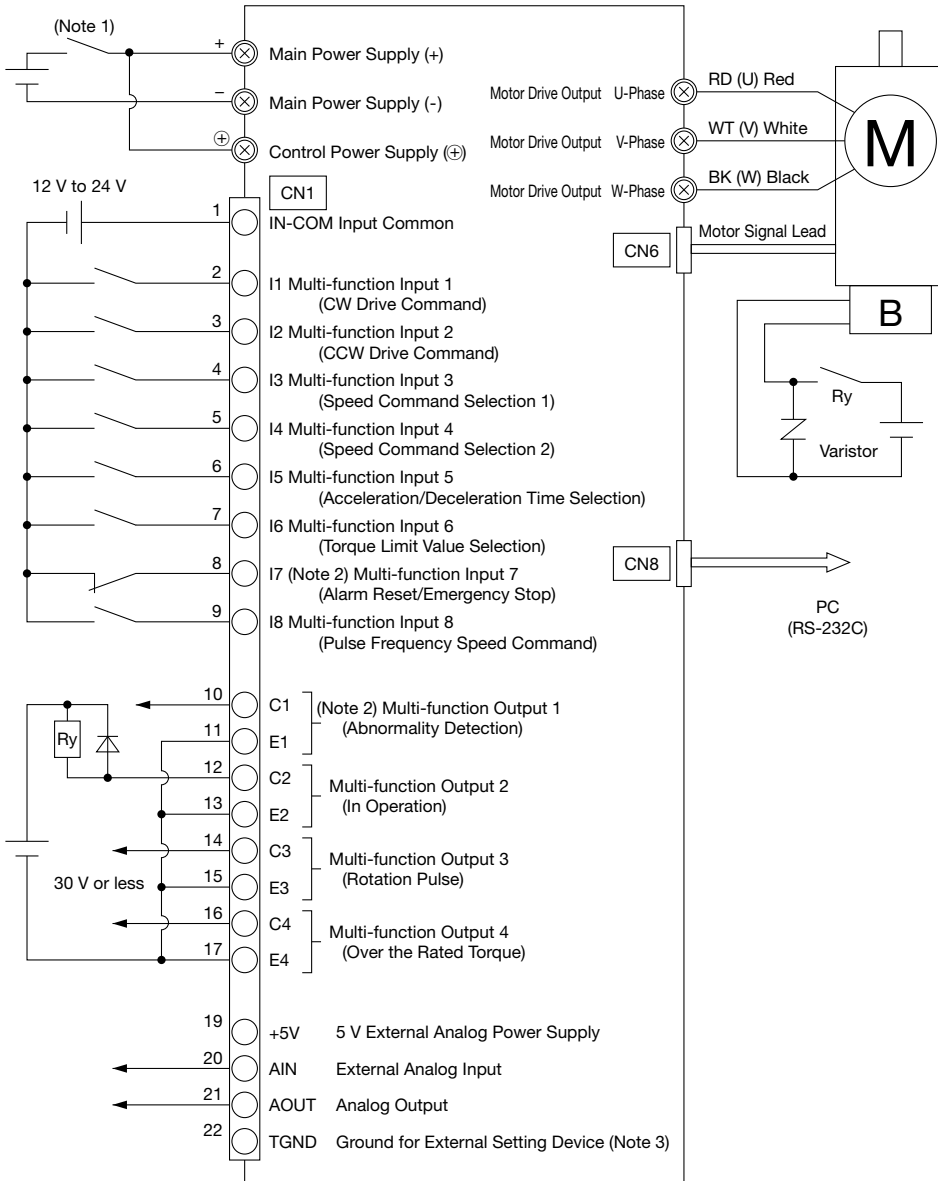 (Note 1)
+
Main Power Supply (+)
−
Main Power Supply (-)
⊕
Control Power Supply (⊕)
Motor Drive Output U-Phase
RD (U) Red
Motor Drive Output V-Phase
WT (V) White
Motor Drive Output W-Phase
BK (W) Black
M
12 V to 24 V
CN1
1
IN-COM Input Common
CN6
Motor Signal Lead
B
2
I1 Multi-function Input 1
(CW Drive Command)
3
I2 Multi-function Input 2
(CCW Drive Command)
4
I3 Multi-function Input 3
(Speed Command Selection 1)
5
I4 Multi-function Input 4
(Speed Command Selection 2)
6
I5 Multi-function Input 5
(Acceleration/Deceleration Time Selection)
7
I6 Multi-function Input 6
(Torque Limit Value Selection)
8
I7 (Note 2) Multi-function Input 7
(Alarm Reset/Emergency Stop)
9
I8 Multi-function Input 8
(Pulse Frequency Speed Command)
Ry
Varistor
CN8
PC
(RS-232C)
10
C1
(Note 2) Multi-function Output 1
(Abnormality Detection)
11
E1
Ry
12
C2
Multi-function Output 2
(In Operation)
13
E2
14
C3
Multi-function Output 3
(Rotation Pulse)
30 V or less
15
E3
16
C4
Multi-function Output 4
(Over the Rated Torque)
17
E4
19
+5V
5 V External Analog Power Supply
20
AIN
External Analog Input
21
AOUT
Analog Output
22
TGND
Ground for External Setting Device (Note 3)